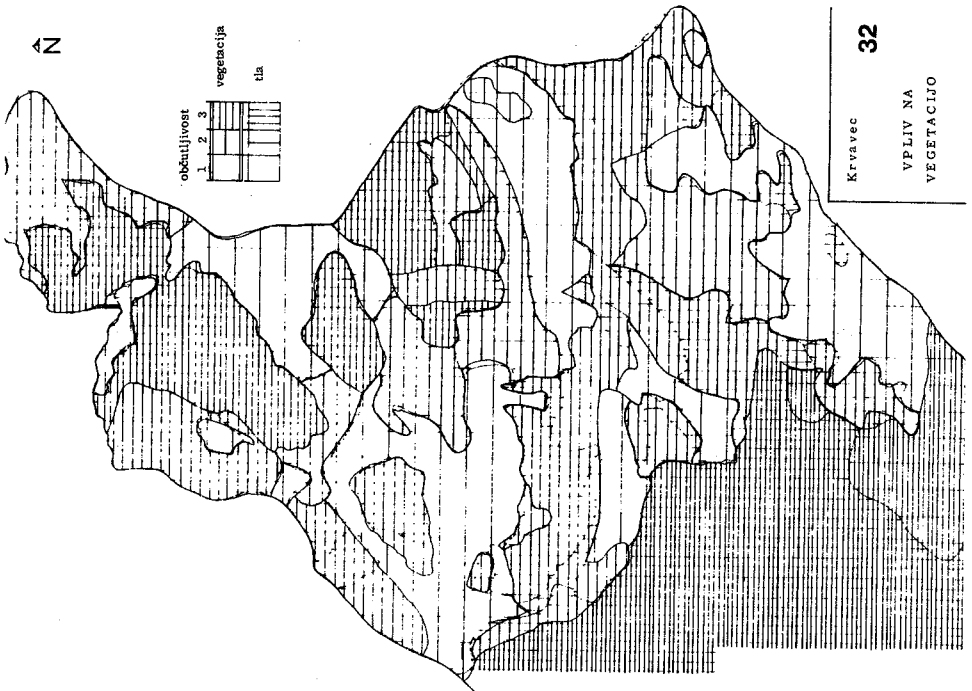 N
občutljivost
1 2 3
vegetacija
tla
Krvavec
32
VPLIV NA
VEGETACIJO